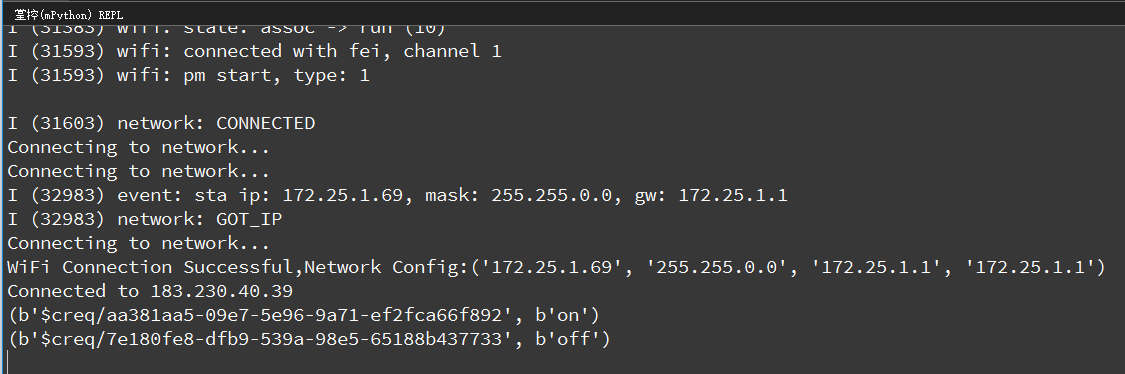 掌控(mPython) REPL
I (31383) wifi: state: assoc -> run (10)
I (31593) wifi: connected with fei, channel 1
I (31593) wifi: pm start, type: 1
I (31603) network: CONNECTED
Connecting to network...
Connecting to network...
I (32983) event: sta ip: 172.25.1.69, mask: 255.255.0.0, gw: 172.25.1.1
I (32983) network: GOT_IP
Connecting to network...
WiFi Connection Successful,Network Config:('172.25.1.69', '255.255.0.0', '172.25.1.1', '172.25.1.1')
Connected to 183.230.40.39
(b'$creq/aa381aa5-09e7-5e96-9a71-ef2fca66f892', b'on')
(b'$creq/7e180fe8-dfb9-539a-98e5-65188b437733', b'off')